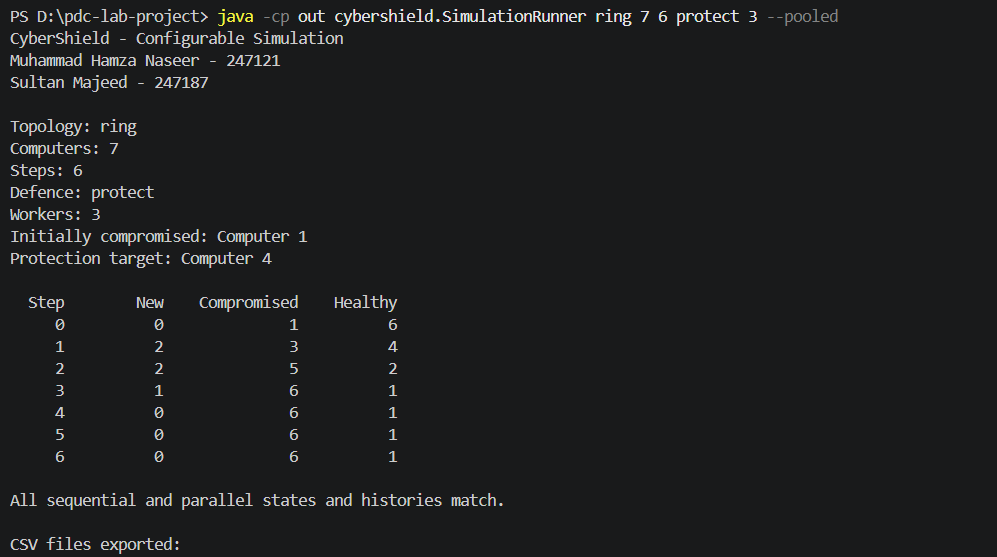 PS D:\pdc-lab-project> java -cp out cybershield.SimulationRunner ring 7 6 protect 3 --pooled
CyberShield - Configurable Simulation
Muhammad Hamza Naseer - 247121
Sultan Majeed - 247187
Topology: ring
Computers: 7
Steps: 6
Defence: protect
Workers: 3
Initially compromised: Computer 1
Protection target: Computer 4
Step New Compromised Healthy
0 0 1 6
1 2 3 4
2 2 5 2
3 1 6 1
4 0 6 1
5 0 6 1
6 0 6 1
All sequential and parallel states and histories match.
CSV files exported: